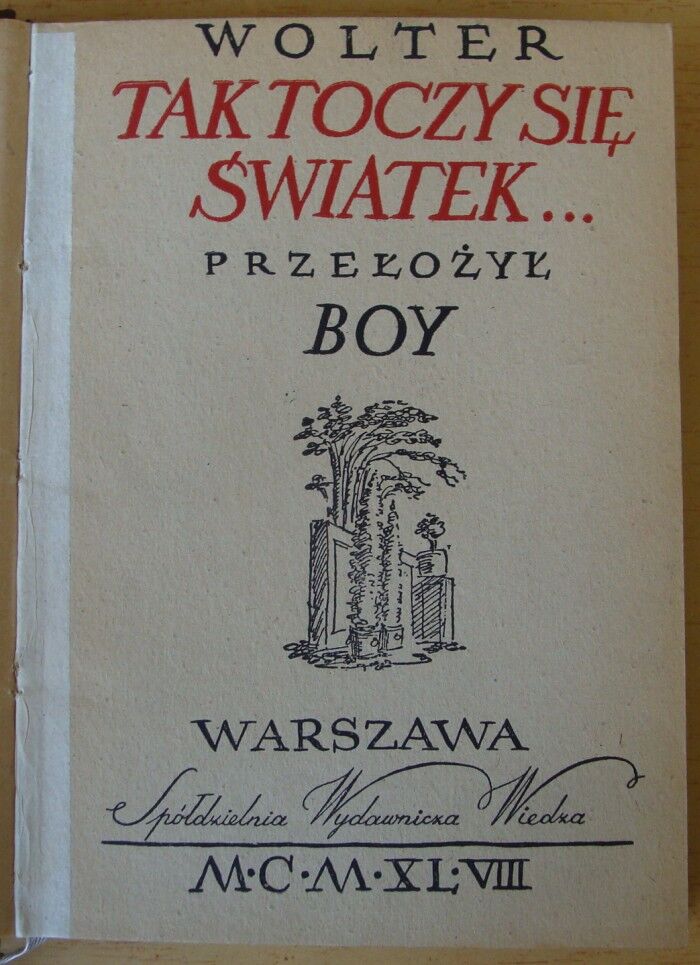 WOLTER
TAK TOCZY SIĘ
ŚWIATEK...
PRZEŁOŻYŁ
BOY
WARSZAWA
Spółdzielnia Wydawnicza Wiedza
M·C·M·XL·VIII